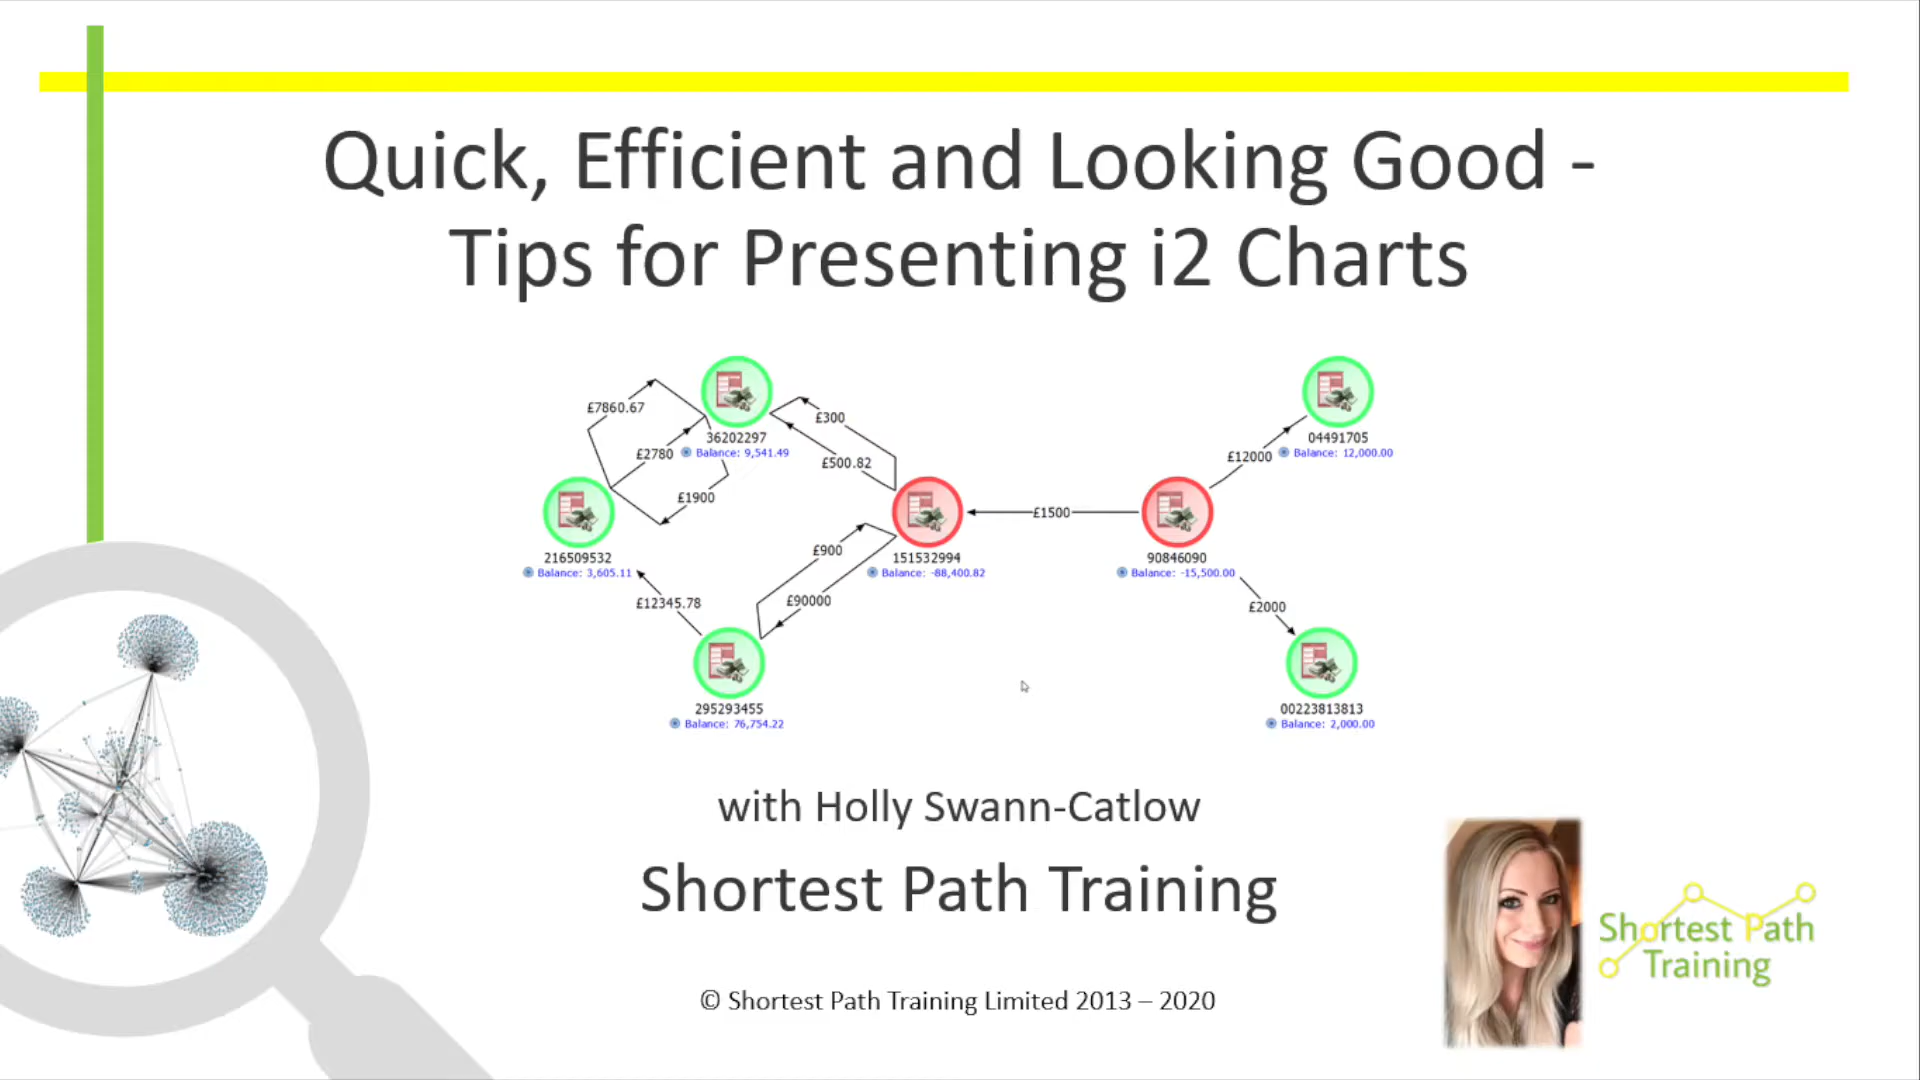 Quick, Efficient and Looking Good -
Tips for Presenting i2 Charts
£7860.67
£300
36202297
Balance: 9,541.49
£2780
£500.82
£1900
04491705
Balance: 12,000.00
£12000
216509532
Balance: 3,605.11
151532994
Balance: -88,400.82
£1500
90846090
Balance: -15,500.00
£900
£90000
£12345.78
£2000
295293455
Balance: 76,754.22
00223813813
Balance: 2,000.00
with Holly Swann-Catlow
Shortest Path Training
Shortest Path
Training
© Shortest Path Training Limited 2013 – 2020